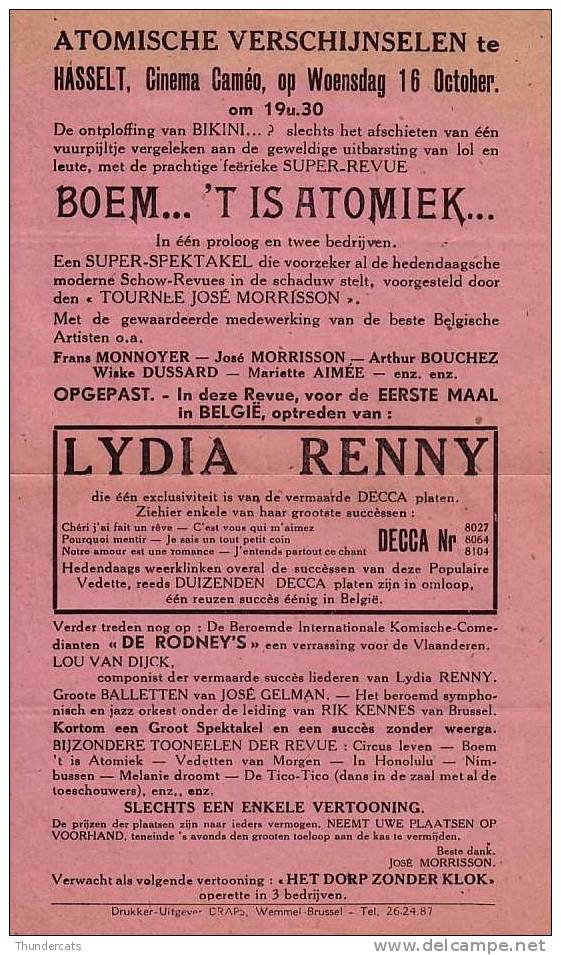 ATOMISCHE VERSCHIJNSELEN te
HASSELT, Cinema Caméo, op Woensdag 16 October.
om 19u.30
De ontploffing van BIKINI... ? slechts het afschieten van één
vuurpijltje vergeleken aan de geweldige uitbarsting van lol en
leute, met de prachtige feërieke SUPER-REVUE
BOEM... 'T IS ATOMIEK...
In één proloog en twee bedrijven.
Een SUPER-SPEKTAKEL die voorzeker al de hedendaagsche
moderne Schow-Revues in de schaduw stelt, voorgesteld door
den « TOURNEE JOSÉ MORRISSON ».
Met de gewaardeerde medewerking van de beste Belgische
Artisten o.a.
Frans MONNOYER — José MORRISSON — Arthur BOUCHEZ
Wiske DUSSARD — Mariette AIMÉE — enz. enz.
OPGEPAST. - In deze Revue, voor de EERSTE MAAL
in BELGIË, optreden van :
LYDIA RENNY
die één exclusiviteit is van de vermaarde DECCA platen.
Ziehier enkele van haar grootste succèssen :
Chéri j'ai fait un rêve — C'est vous qui m'aimez 8027
Pourquoi mentir — Je sais un tout petit coin DECCA Nr 8064
Notre amour est une romance — J'entends partout ce chant 8104
Hedendaags weerklinken overal de succèssen van deze Populaire
Vedette, reeds DUIZENDEN DECCA platen zijn in omloop,
één reuzen succès éénig in België.
Verder treden nog op : De Beroemde Internationale Komische-Come-
dianten « DE RODNEY'S » een verrassing voor de Vlaanderen.
LOU VAN DIJCK,
componist der vermaarde succès liederen van Lydia RENNY.
Groote BALLETTEN van JOSÉ GELMAN. — Het beroemd sympho-
nisch en jazz orkest onder de leiding van RIK KENNES van Brussel.
Kortom een Groot Spektakel en een succès zonder weerga.
BIJZONDERE TOONEELEN DER REVUE : Circus leven — Boem
't is Atomiek — Vedetten van Morgen — In Honolulu — Nim-
bussen — Melanie droomt — De Tico-Tico (dans in de zaal met al de
toeschouwers), enz., enz.
SLECHTS EEN ENKELE VERTOONING.
De prijzen der plaatsen zijn naar ieders vermogen. NEEMT UWE PLAATSEN OP
VOORHAND, teneinde 's avonds den grooten toeloop aan de kas te vermijden.
Beste dank.
JOSÉ MORRISSON.
Verwacht als volgende vertooning : «HET DORP ZONDER KLOK»
operette in 3 bedrijven.
Drukker-Uitgever DRAPS, Wemmel-Brussel — Tel. 26.24.87
Thundercats
www.delcampe.net